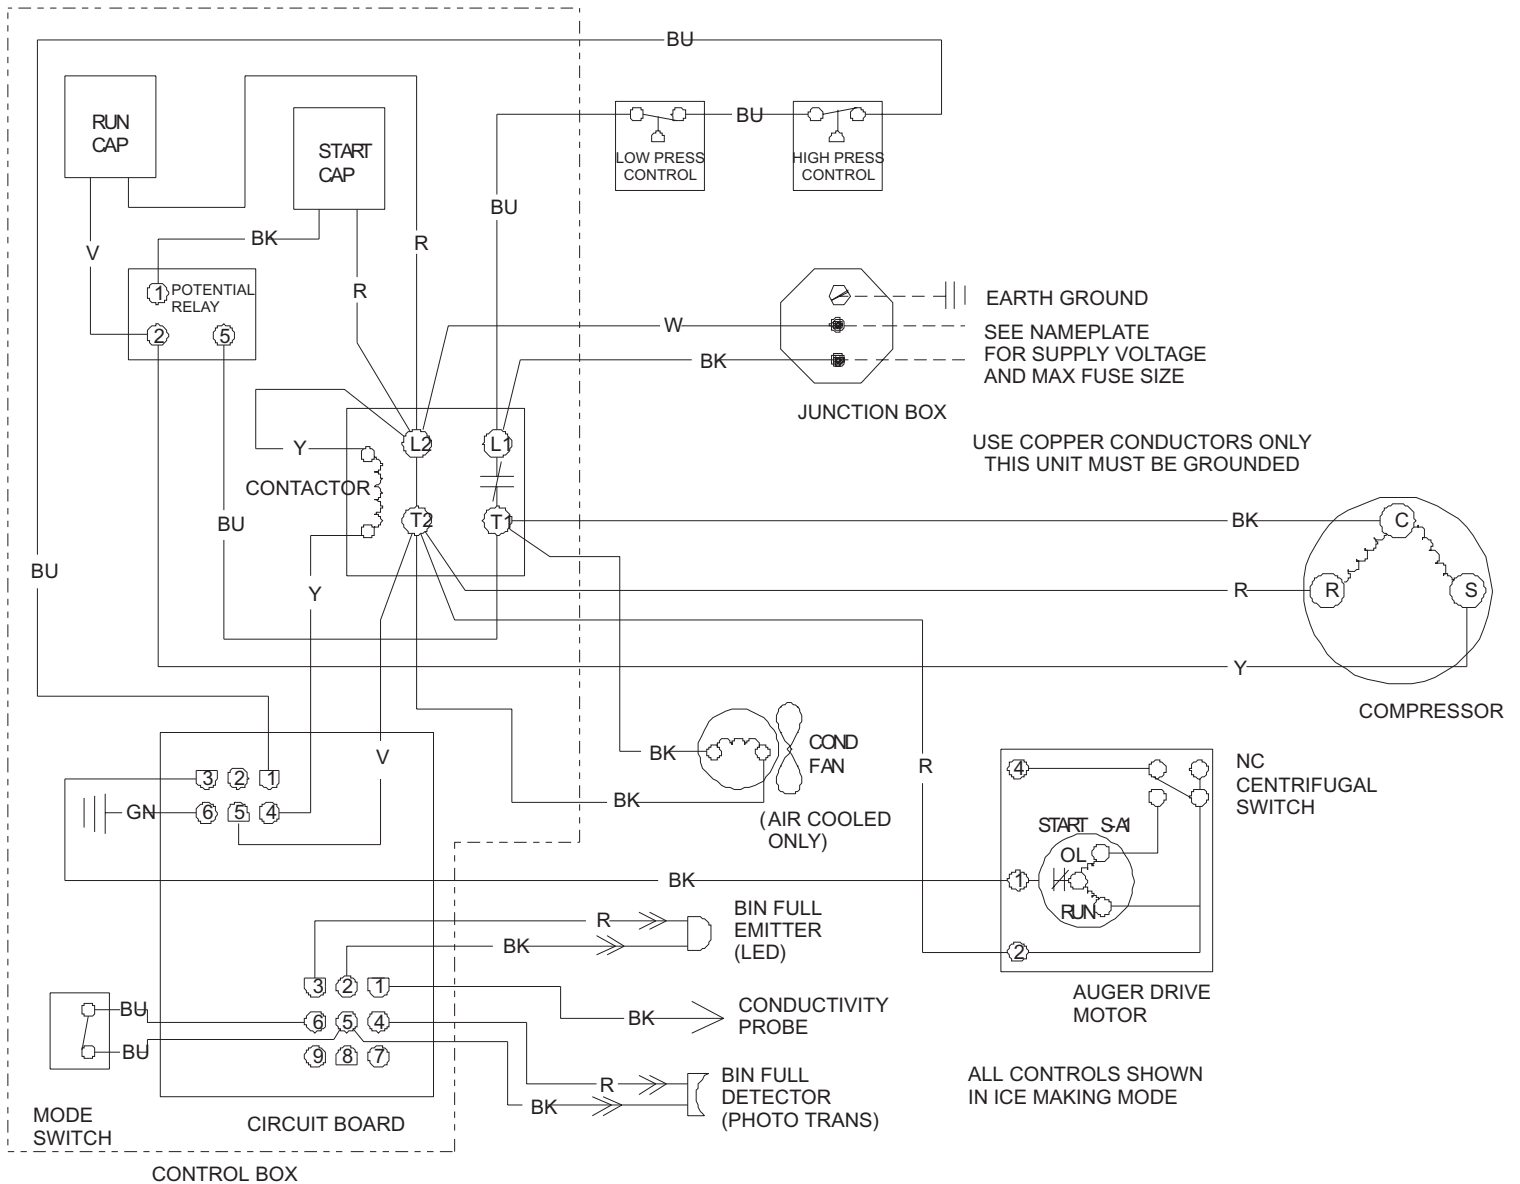 BU
RUN
CAP
START
CAP
LOW PRESS
CONTROL
BU
HIGH PRESS
CONTROL
BU
V
BK
R
R
1 POTENTIAL
RELAY
2 5
EARTH GROUND
W
SEE NAMEPLATE
FOR SUPPLY VOLTAGE
AND MAX FUSE SIZE
BK
JUNCTION BOX
USE COPPER CONDUCTORS ONLY
THIS UNIT MUST BE GROUNDED
Y
L2 L1
CONTACTOR
T2 T1
BU
BK
C
BU
Y
R
R S
Y
COMPRESSOR
V
BK
COND
FAN
BK
(AIR COOLED
ONLY)
R
3 2 1
GN
6 5 4
4
NC
CENTRIFUGAL
SWITCH
START S-A1
OL
RUN
BK
1
2
AUGER DRIVE
MOTOR
R
BK
BIN FULL
EMITTER
(LED)
3 2 1
BK
CONDUCTIVITY
PROBE
BU
BU
6 5 4
9 8 7
R
BK
BIN FULL
DETECTOR
(PHOTO TRANS)
ALL CONTROLS SHOWN
IN ICE MAKING MODE
MODE
SWITCH
CIRCUIT BOARD
CONTROL BOX